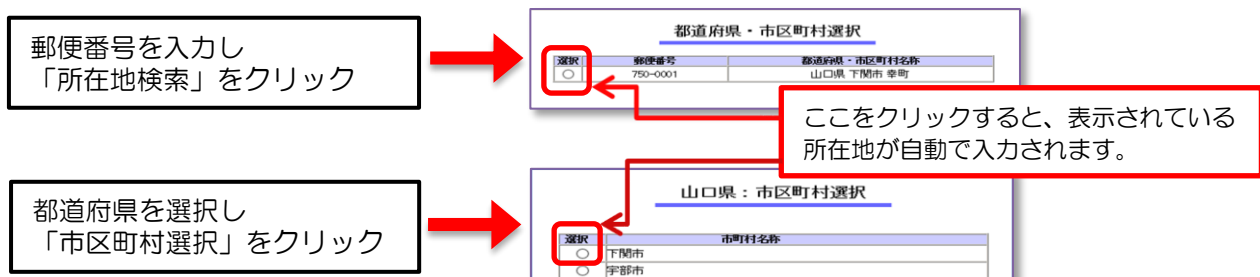 郵便番号を入力し
「所在地検索」をクリック
都道府県・市区町村選択
選択 郵便番号 都道府県・市区町村名称
750-0001 山口県 下関市 幸町
ここをクリックすると、表示されている
所在地が自動で入力されます。
都道府県を選択し
「市区町村選択」をクリック
山口県：市区町村選択
選択 市町村名称
下関市
宇部市